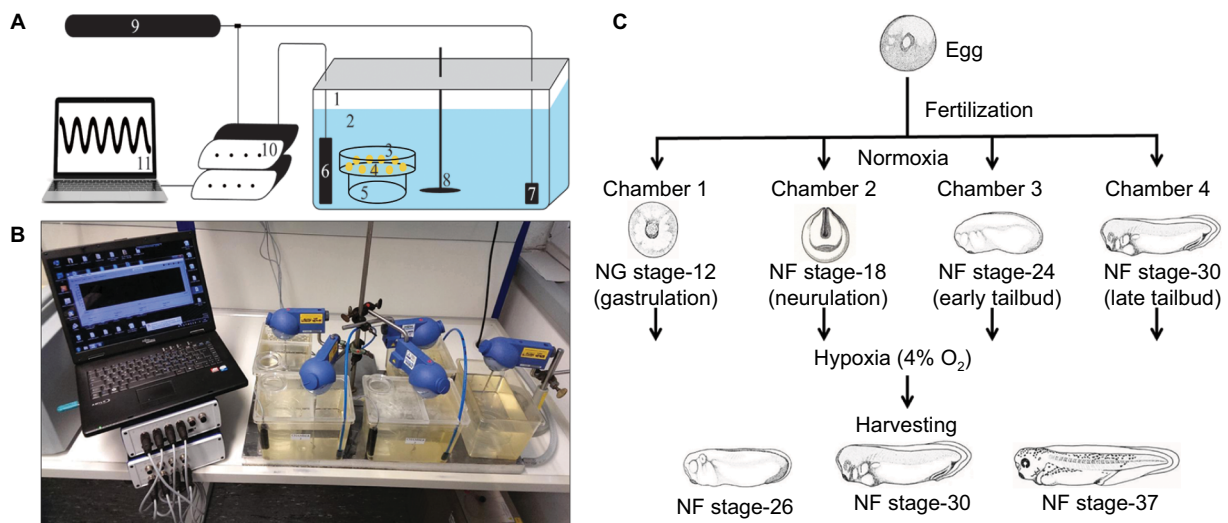 A
9
1
2
3
4
5
6
7
8
10
11
B
C
Egg
Fertilization
Normoxia
Chamber 1
Chamber 2
Chamber 3
Chamber 4
NG stage-12
(gastrulation)
NF stage-18
(neurulation)
NF stage-24
(early tailbud)
NF stage-30
(late tailbud)
Hypoxia (4% O₂)
Harvesting
NF stage-26
NF stage-30
NF stage-37